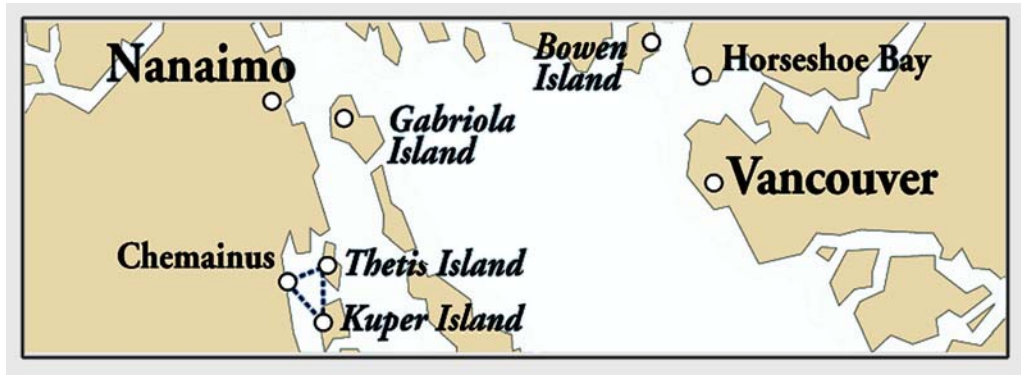 Nanaimo
Bowen
Island
Horseshoe Bay
Gabriola
Island
Vancouver
Chemainus
Thetis Island
Kuper Island